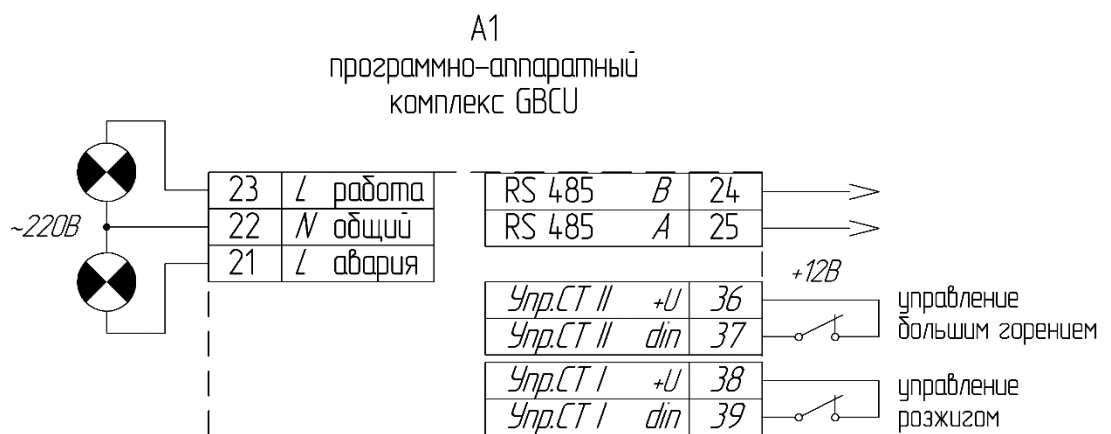 А1
программно-аппаратный
комплекс GBCU
23 L работа
22 N общий
21 L авария
~220В
RS 485 B 24
RS 485 A 25
+12В
Упр.СТ II +U 36
Упр.СТ II din 37
управление
большим горением
Упр.СТ I +U 38
Упр.СТ I din 39
управление
розжигом